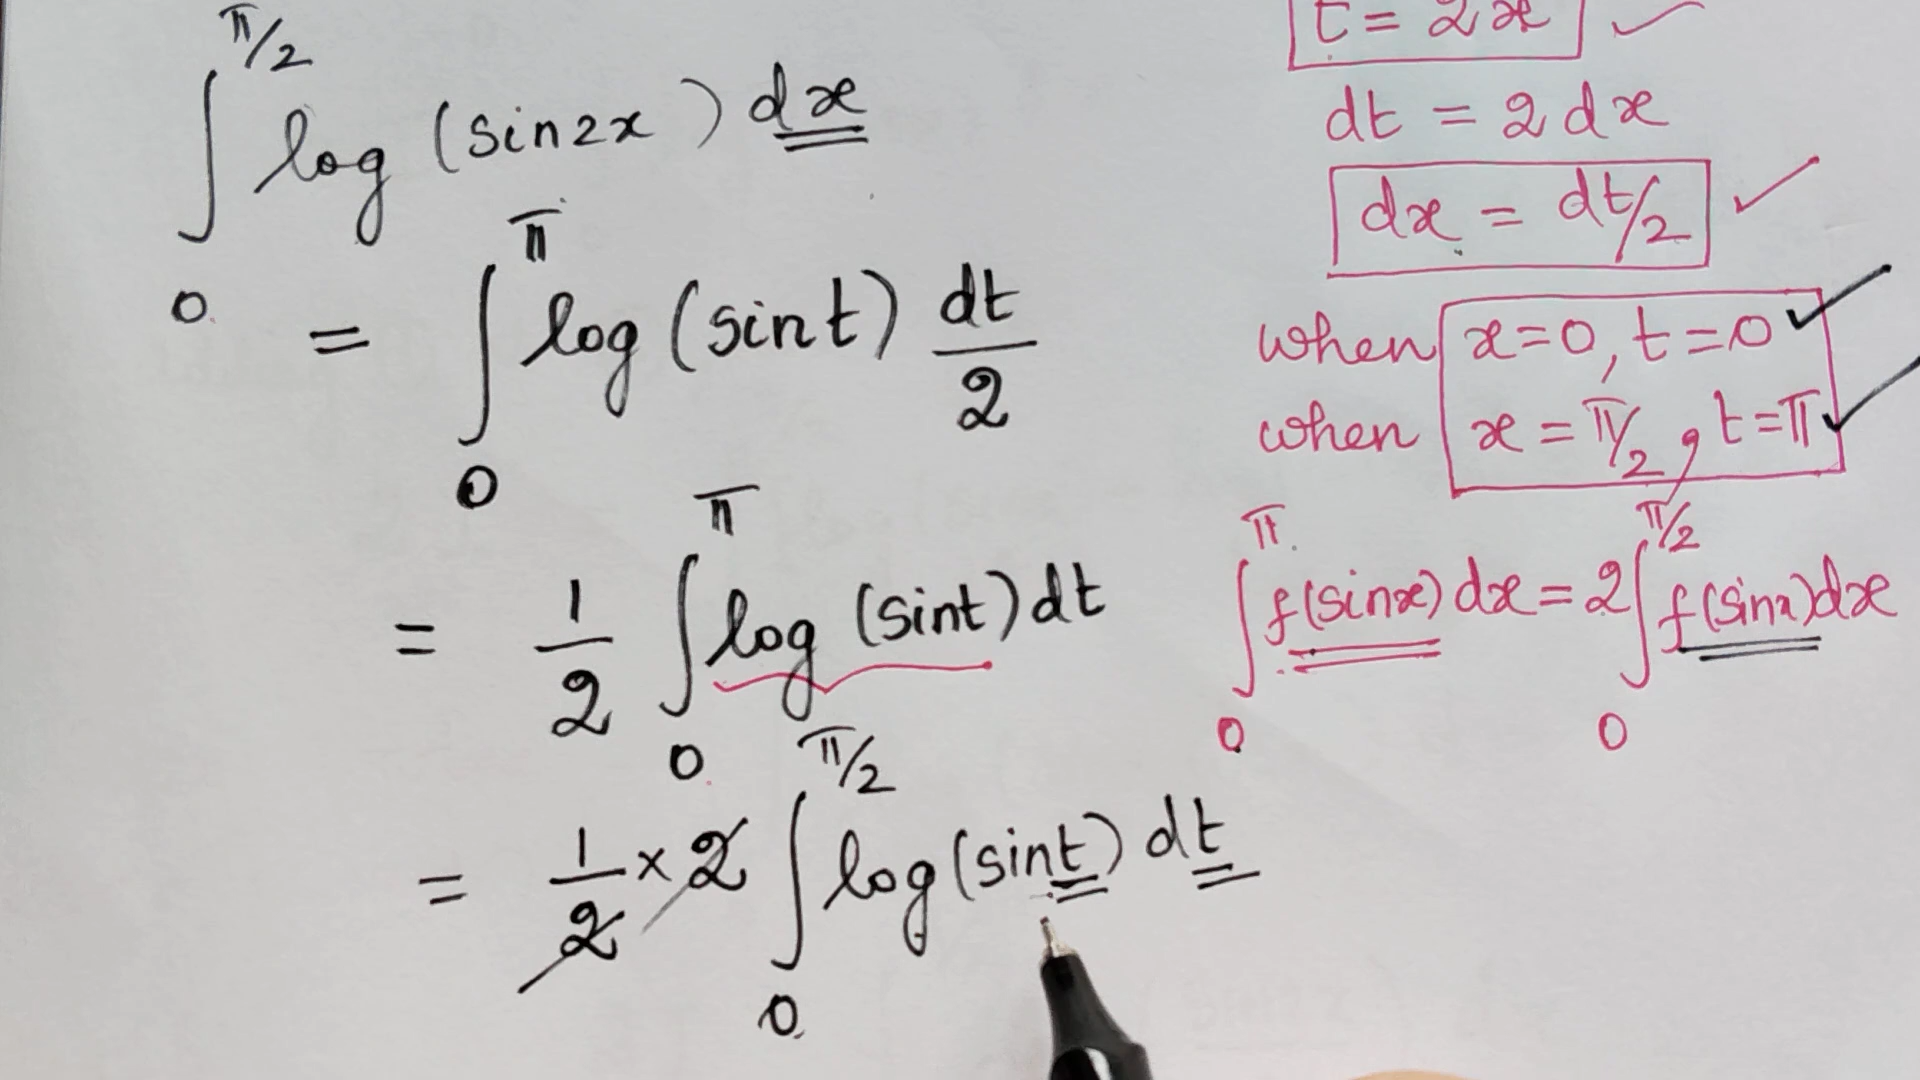 ∫₀^{π/2} log (sin2x) dx
= ∫₀^π log (sint) dt/2
= 1/2 ∫₀^π log (sint) dt
= 1/2 × 2 ∫₀^{π/2} log (sint) dt
t = 2x
dt = 2 dx
dx = dt/2
when x=0, t=0
when x = π/2, t=π
∫₀^π f(sinx) dx = 2 ∫₀^{π/2} f(sinx) dx